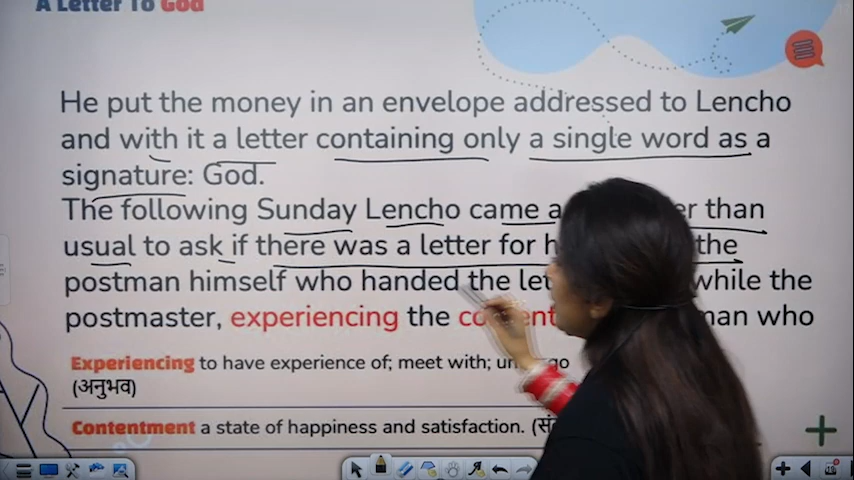 A Letter To God
He put the money in an envelope addressed to Lencho
and with it a letter containing only a single word as a
signature: God.
The following Sunday Lencho came a er than
usual to ask if there was a letter for h the
postman himself who handed the let while the
postmaster, experiencing the content man who
Experiencing to have experience of; meet with; un go
(अनुभव)
Contentment a state of happiness and satisfaction. (सं